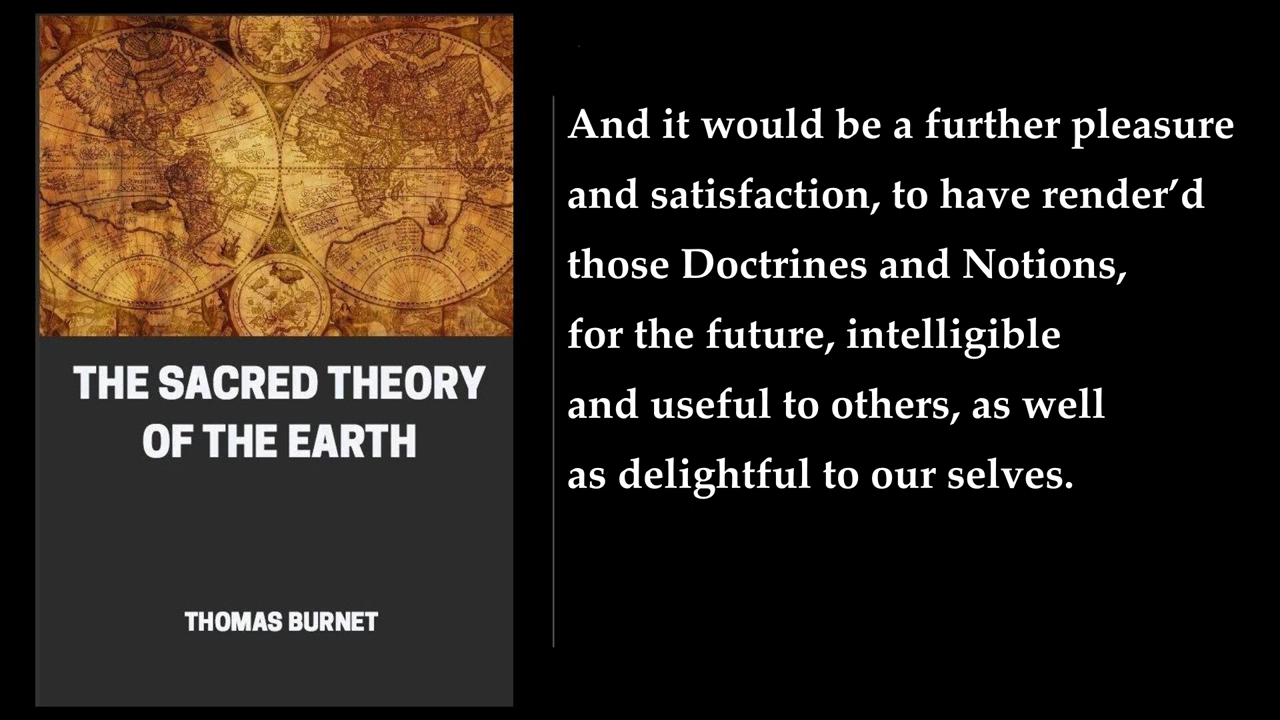 THE SACRED THEORY
OF THE EARTH
THOMAS BURNET
And it would be a further pleasure
and satisfaction, to have render’d
those Doctrines and Notions,
for the future, intelligible
and useful to others, as well
as delightful to our selves.